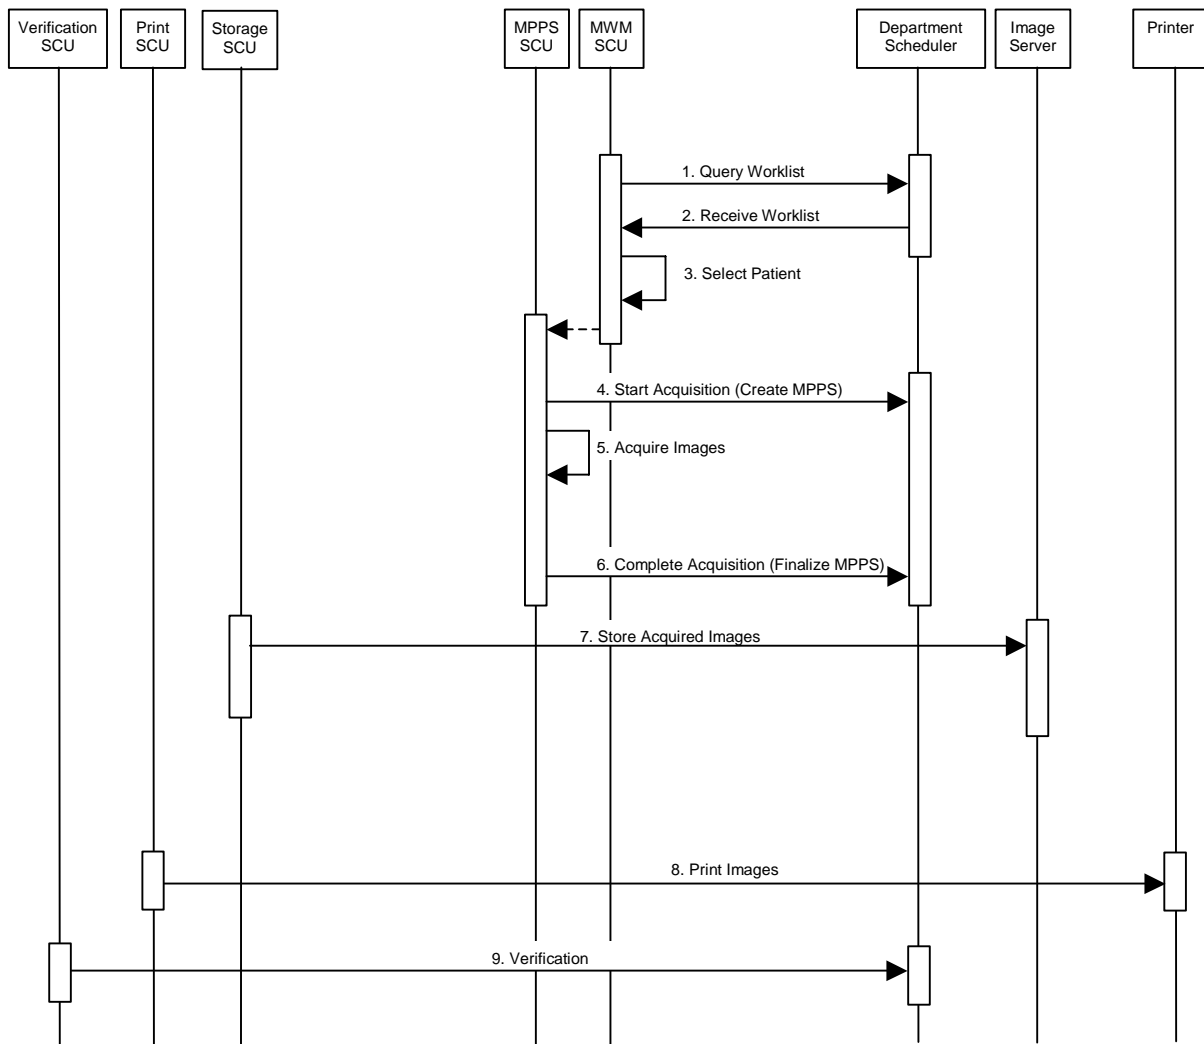 Verification
SCU
Print
SCU
Storage
SCU
MPPS
SCU
MWM
SCU
Department
Scheduler
Image
Server
Printer
1. Query Worklist
2. Receive Worklist
3. Select Patient
4. Start Acquisition (Create MPPS)
5. Acquire Images
6. Complete Acquisition (Finalize MPPS)
7. Store Acquired Images
8. Print Images
9. Verification